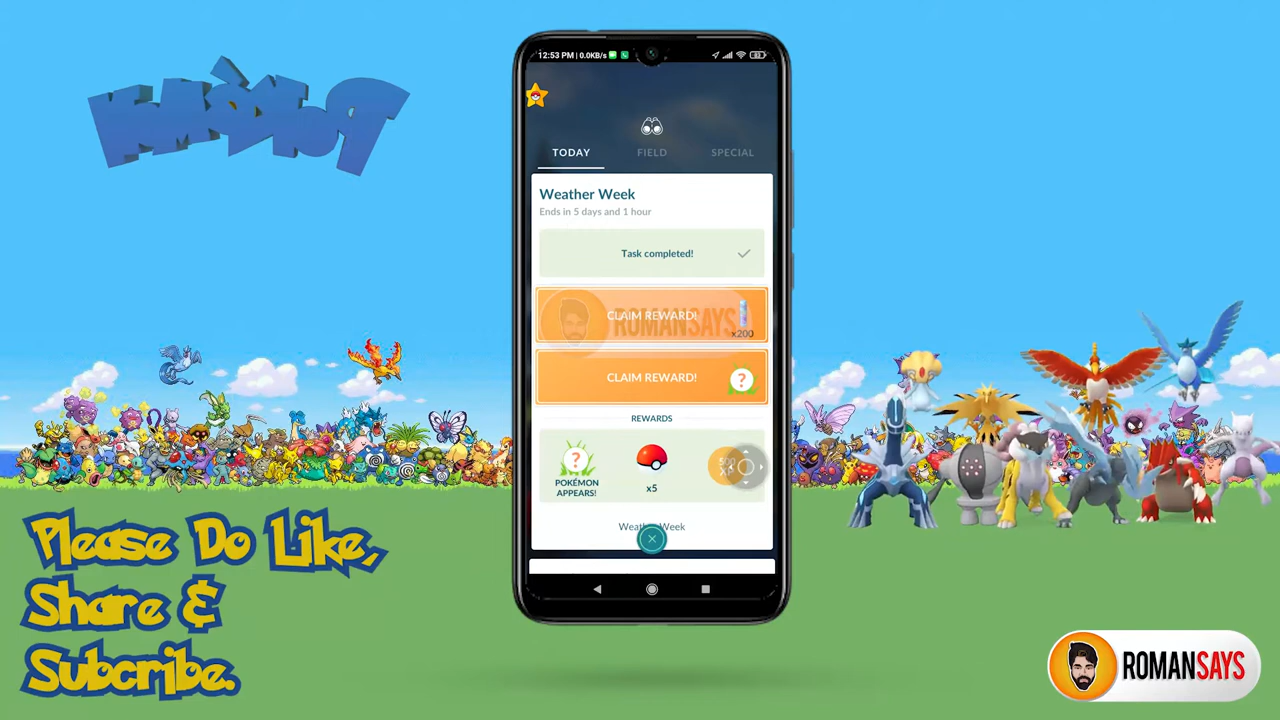 POKÉMON
12:53 PM | 0.0KB/s
TODAY
FIELD
SPECIAL
Weather Week
Ends in 5 days and 1 hour
Task completed!
CLAIM REWARD!
ROMANSAYS
x200
CLAIM REWARD!
?
REWARDS
?
POKÉMON
APPEARS!
x5
Weather Week
Please Do Like,
Share &
Subcribe.
ROMANSAYS